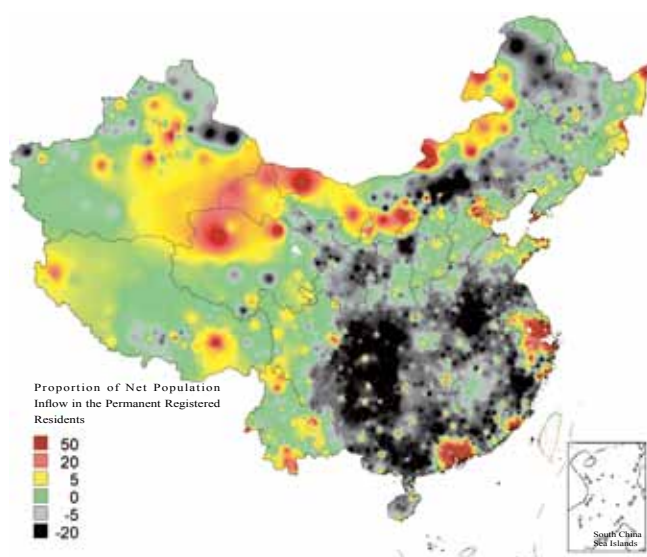 Proportion of Net Population
Inflow in the Permanent Registered
Residents
50
20
5
0
-5
-20
South China
Sea Islands